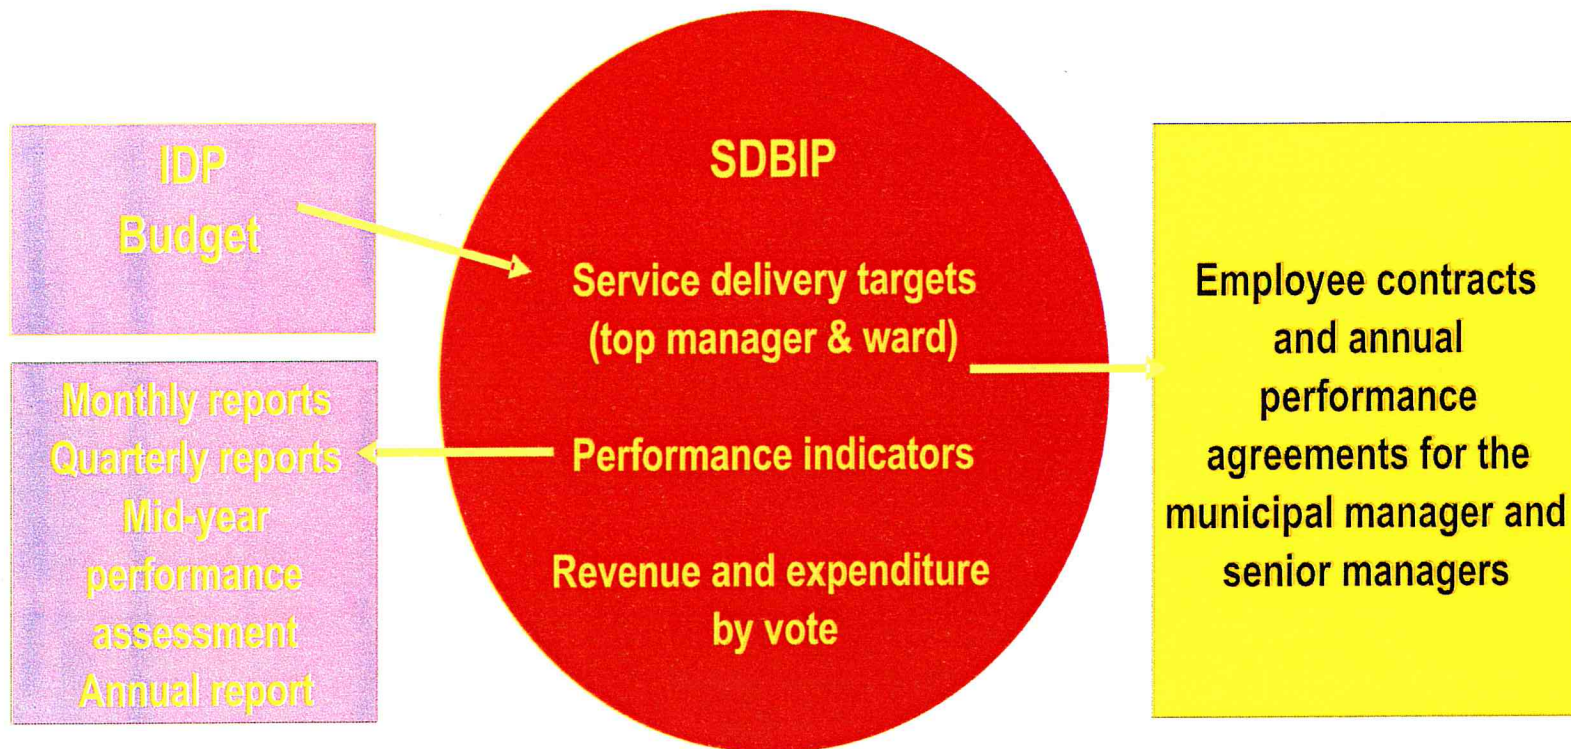 IDP
Budget
Monthly reports
Quarterly reports
Mid-year
performance
assessment
Annual report
SDBIP
Service delivery targets
(top manager & ward)
Performance indicators
Revenue and expenditure
by vote
Employee contracts
and annual
performance
agreements for the
municipal manager and
senior managers